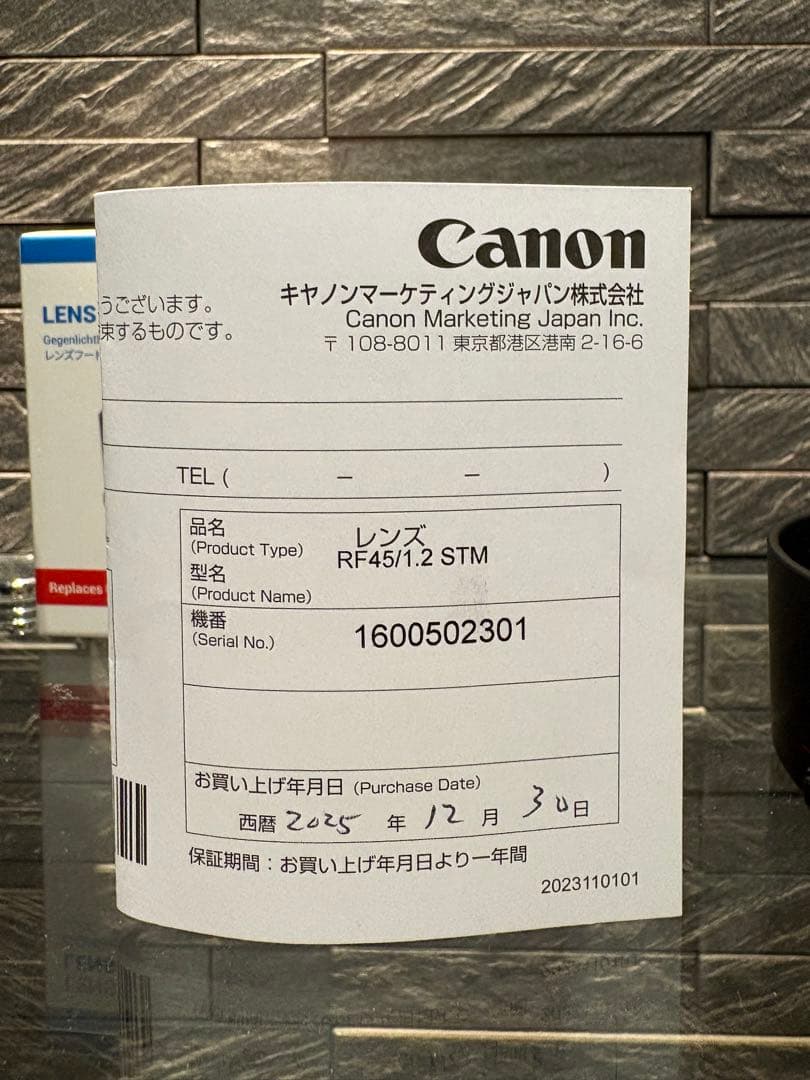 Canon
キヤノンマーケティングジャパン株式会社
Canon Marketing Japan Inc.
〒108-8011 東京都港区港南2-16-6
うございます。
束するものです。
TEL ( － － )
品名
(Product Type)
レンズ
RF45/1.2 STM
型名
(Product Name)
機番
(Serial No.)
1600502301
お買い上げ年月日 (Purchase Date)
西暦 2025 年 12 月 30 日
保証期間：お買い上げ年月日より一年間
2023110101
LENS
Gegenlicht
レンズフード
Replaces